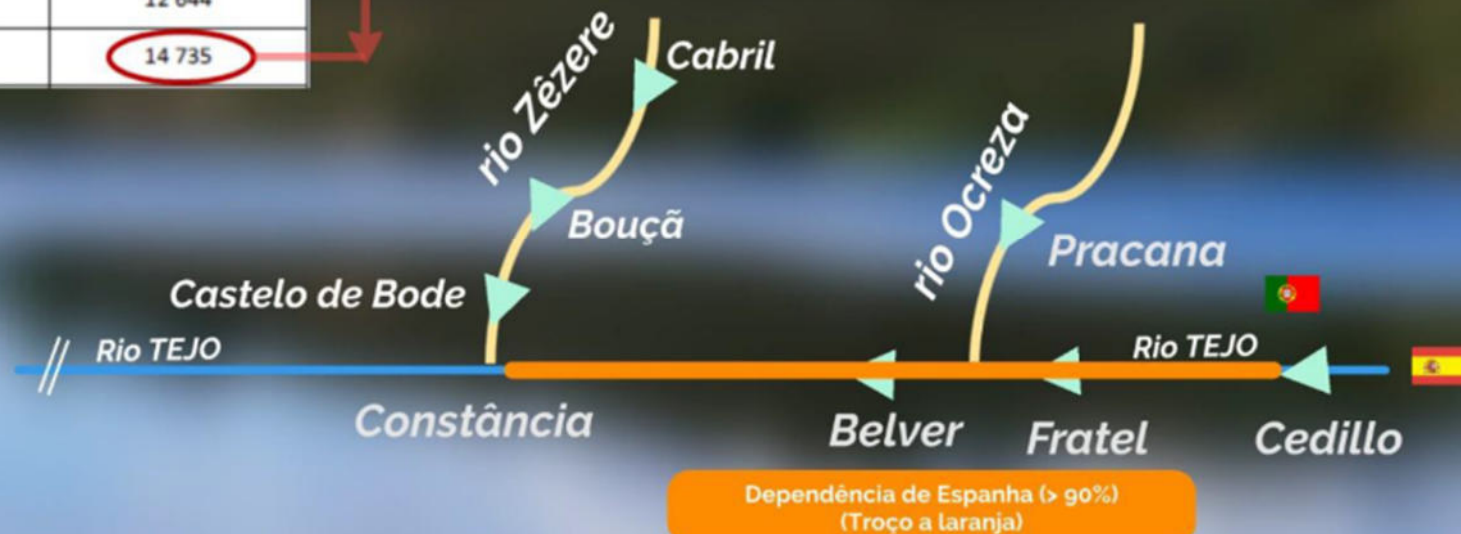 14 735
Cabril
rio Zêzere
Bouçã
rio Ocreza
Pracana
Castelo de Bode
Rio TEJO
Rio TEJO
Constância
Belver
Fratel
Cedillo
Dependência de Espanha (> 90%)
(Troço a laranja)